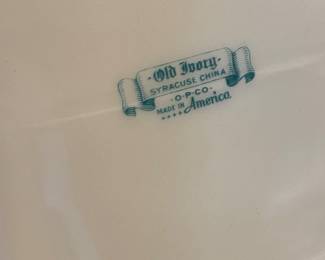 ·Old Ivory·
SYRACUSE CHINA
·O·P·CO·
MADE IN America